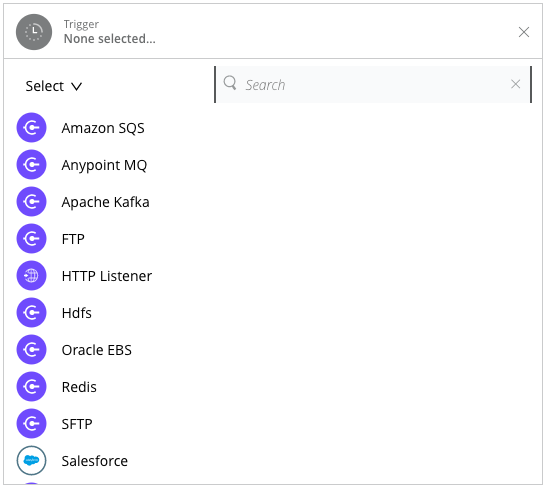 Trigger
None selected...
Select
Search
Amazon SQS
Anypoint MQ
Apache Kafka
FTP
HTTP Listener
Hdfs
Oracle EBS
Redis
SFTP
Salesforce